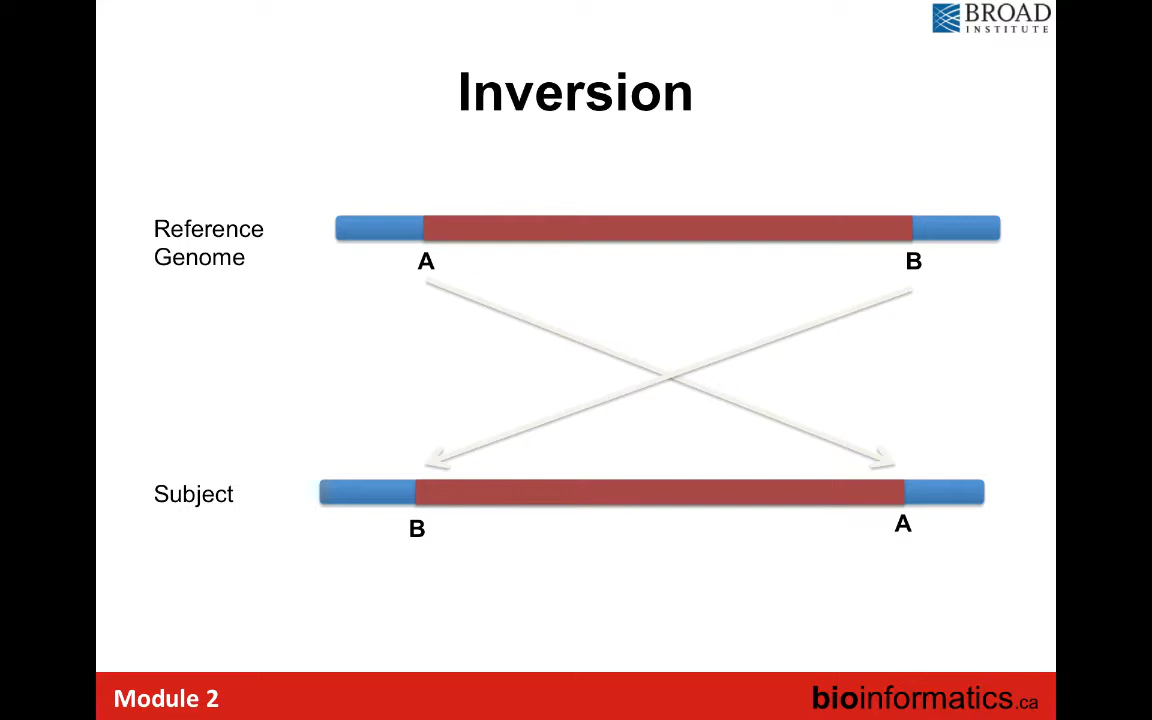 BROAD
INSTITUTE
Inversion
Reference
Genome
A
B
Subject
B
A
Module 2
bioinformatics.ca